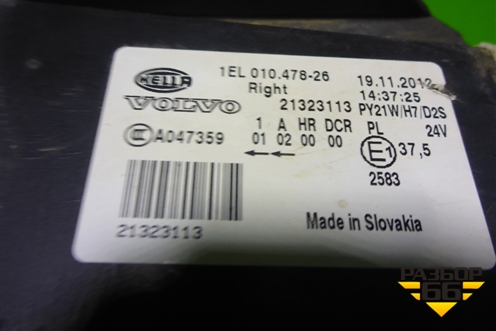 HELLA
1EL 010.478-26
19.11.2012
Right
14:37:25
VOLVO
21323113
PY21W/H7/D2S
CCC A047359
1 A HR DCR PL 24V
01 02 00 00
E1 37,5
2583
Made in Slovakia
21323113
РАЗБОР
66